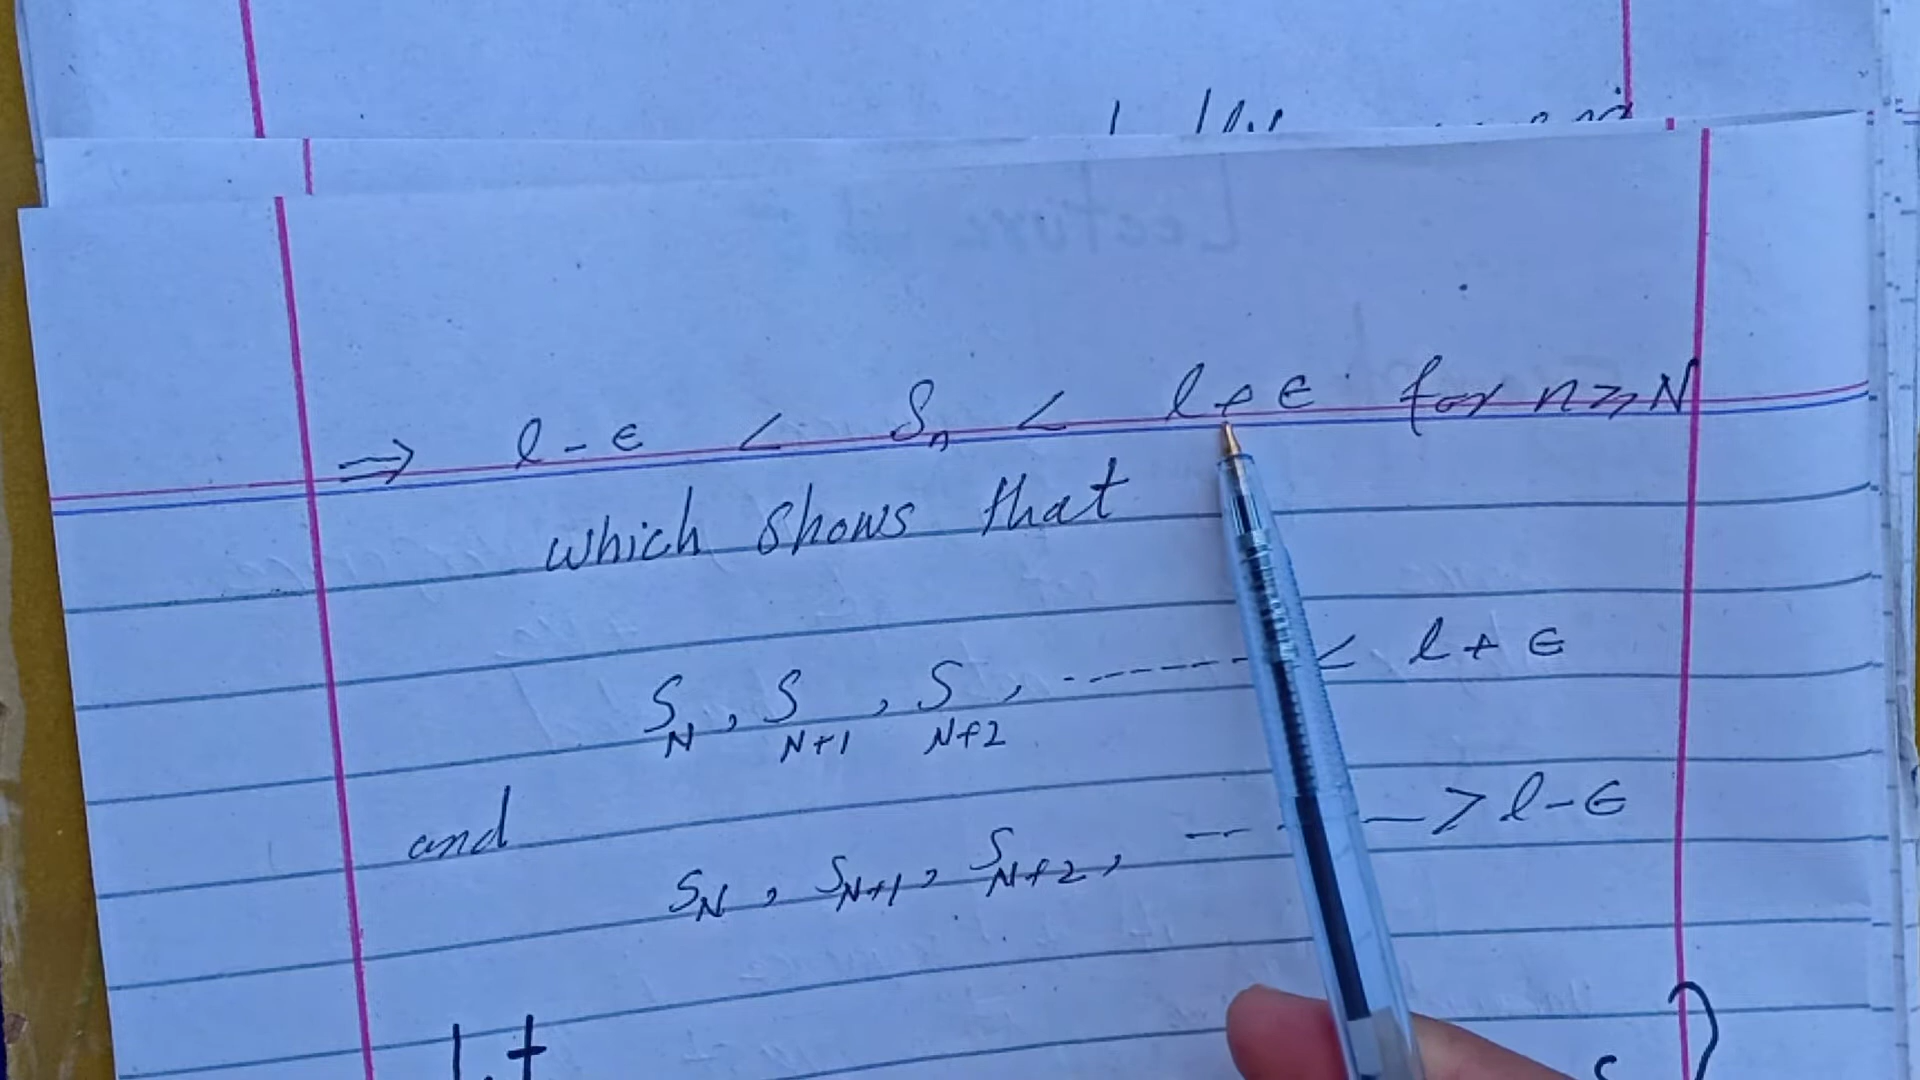 ⇒ l - ϵ < Sₙ < l + ϵ for n ≥ N
which shows that
S_N, S_N+1, S_N+2, ------- < l + ϵ
and
S_N, S_N+1, S_N+2, -- - -> l - ϵ